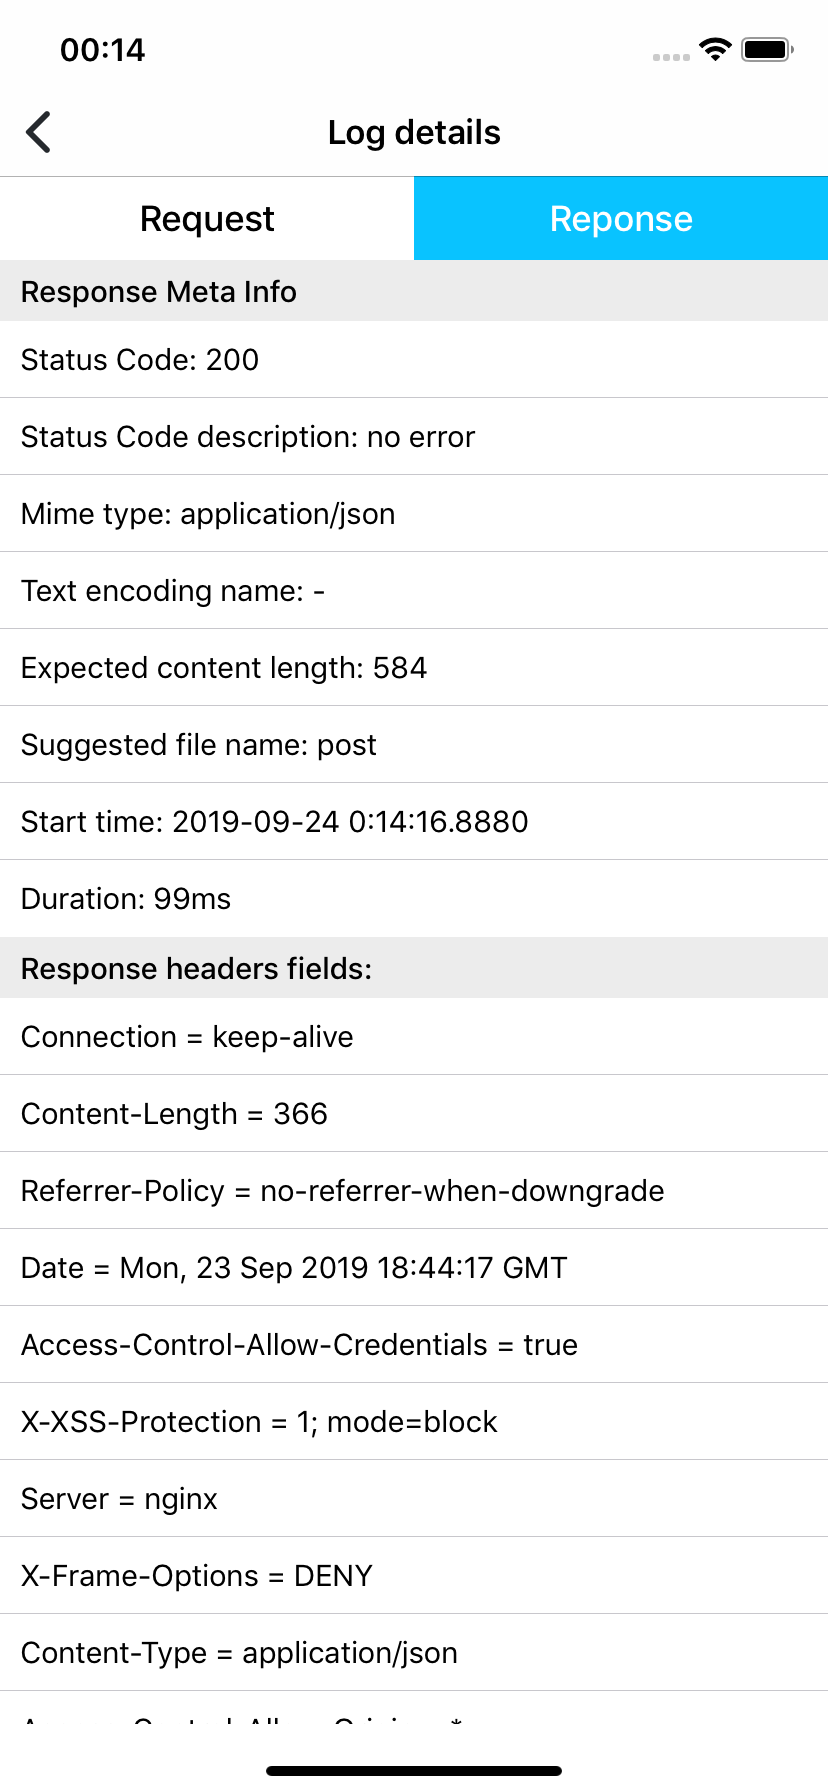 00:14
Log details
Request
Reponse
Response Meta Info
Status Code: 200
Status Code description: no error
Mime type: application/json
Text encoding name: -
Expected content length: 584
Suggested file name: post
Start time: 2019-09-24 0:14:16.8880
Duration: 99ms
Response headers fields:
Connection = keep-alive
Content-Length = 366
Referrer-Policy = no-referrer-when-downgrade
Date = Mon, 23 Sep 2019 18:44:17 GMT
Access-Control-Allow-Credentials = true
X-XSS-Protection = 1; mode=block
Server = nginx
X-Frame-Options = DENY
Content-Type = application/json